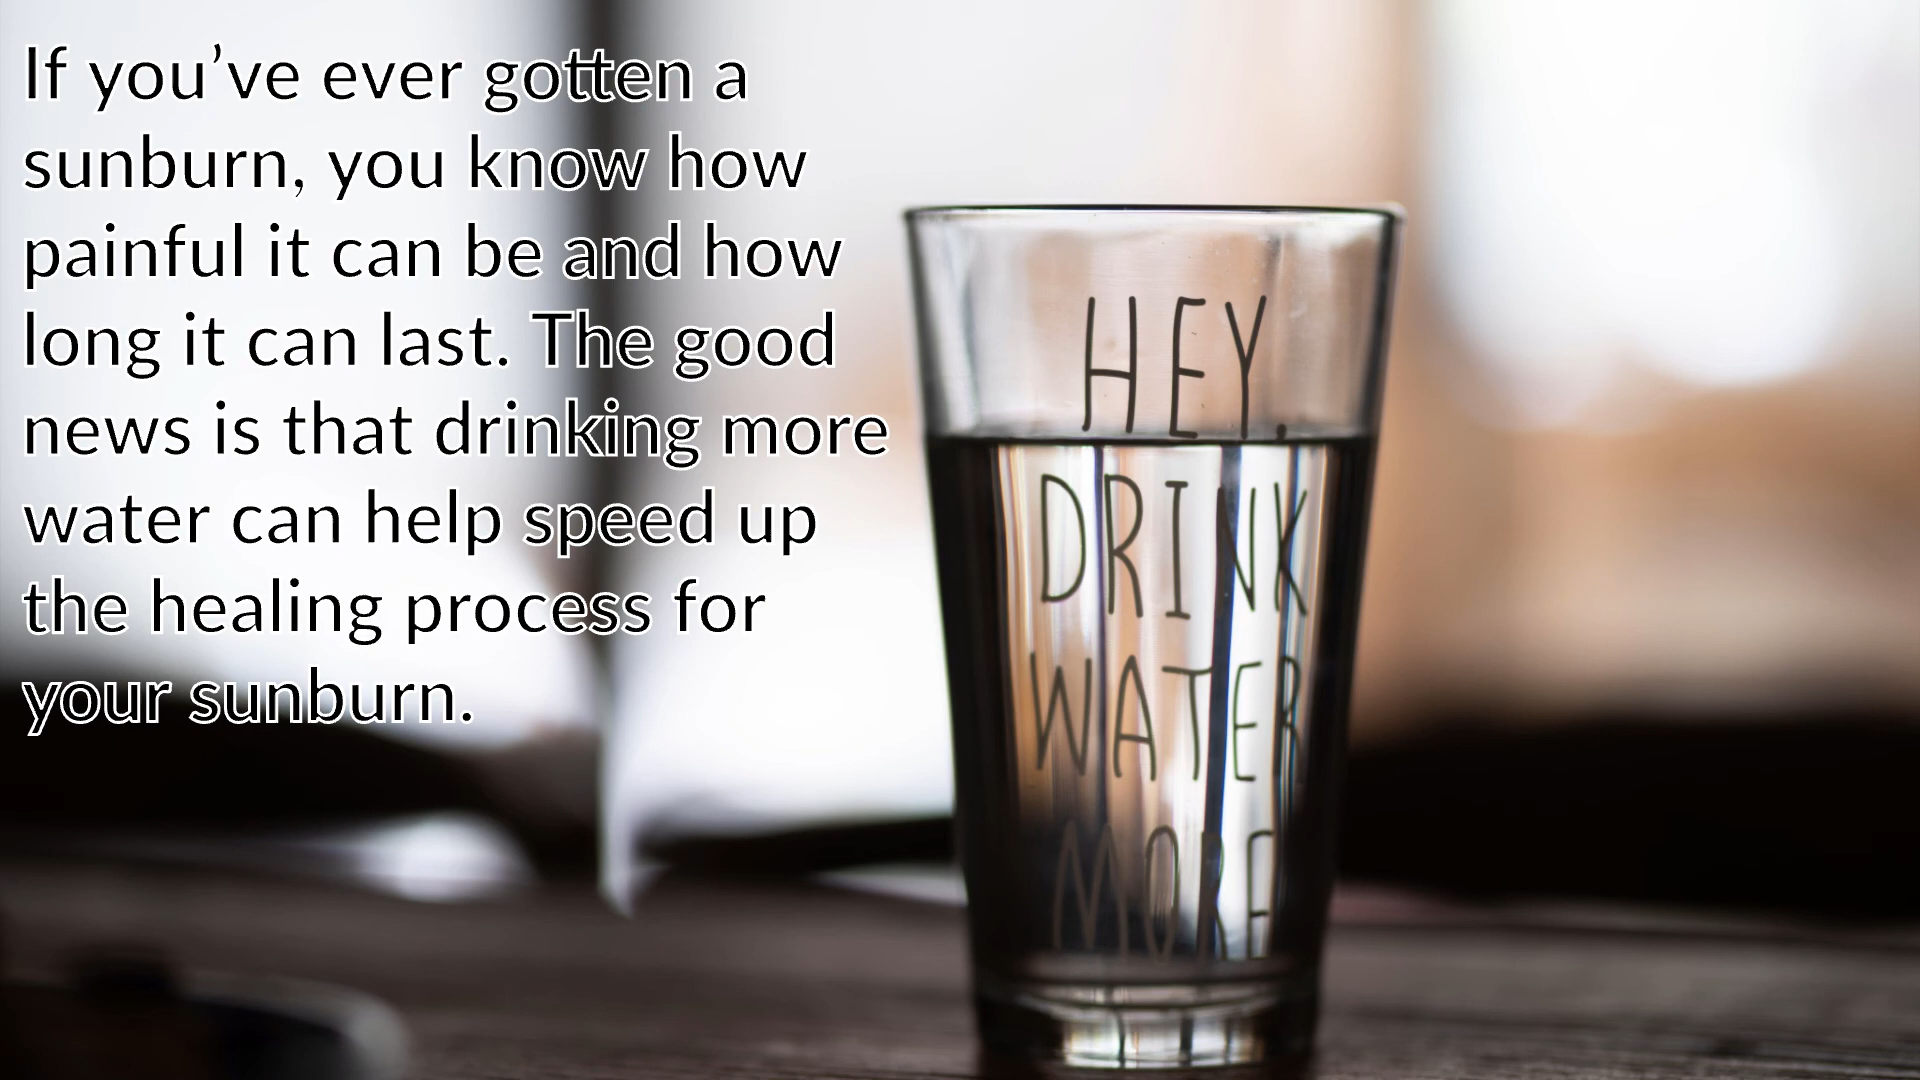 If you’ve ever gotten a
sunburn, you know how
painful it can be and how
long it can last. The good
news is that drinking more
water can help speed up
the healing process for
your sunburn.
HEY,
DRINK
WATER
MORE